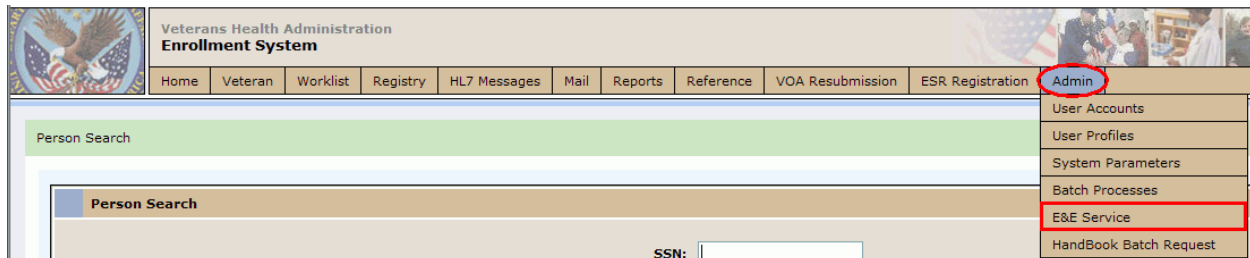 Veterans Health Administration
Enrollment System
Home Veteran Worklist Registry HL7 Messages Mail Reports Reference VOA Resubmission ESR Registration Admin
User Accounts
Person Search
User Profiles
System Parameters
Batch Processes
Person Search
E&E Service
HandBook Batch Request
SSN: